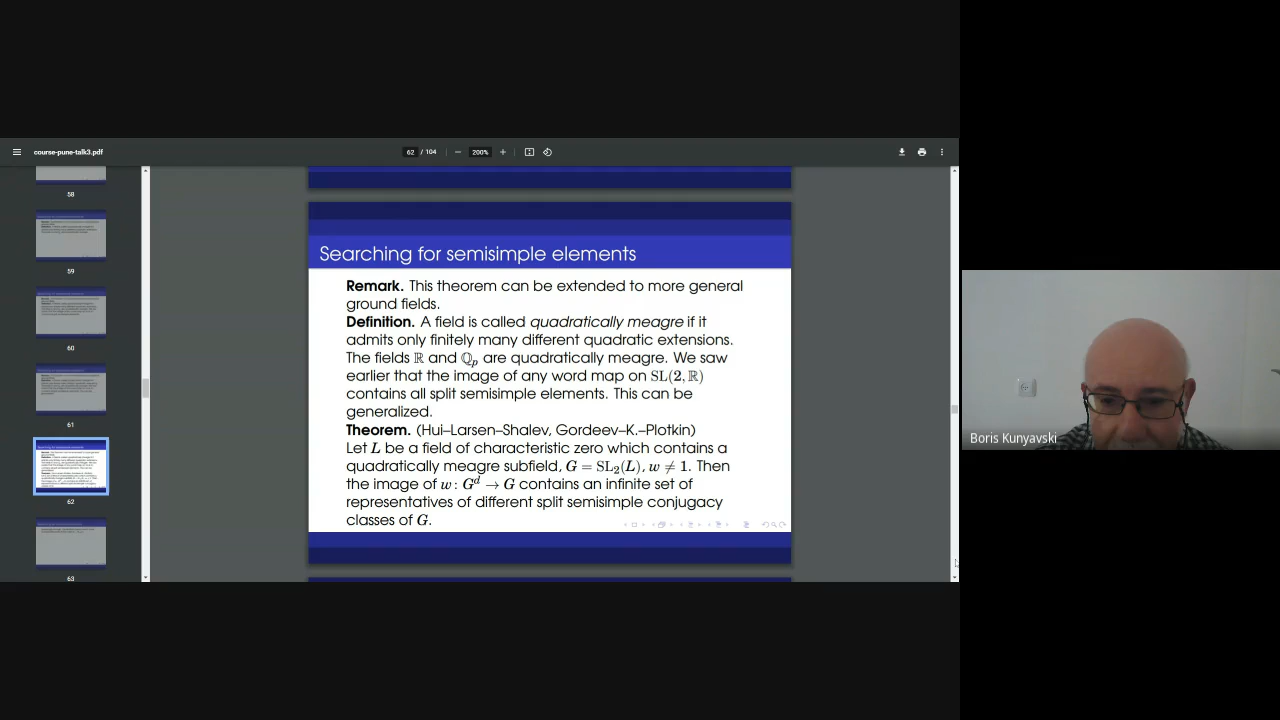 course-pune-talk3.pdf
62 / 104
200%
58
59
60
61
62
63
Searching for semisimple elements
Remark. This theorem can be extended to more general
ground fields.
Definition. A field is called quadratically meagre if it
admits only finitely many different quadratic extensions.
The fields ℝ and ℚ_p are quadratically meagre. We saw
earlier that the image of any word map on SL(2, ℝ)
contains all split semisimple elements. This can be
generalized.
Theorem. (Hui–Larsen–Shalev, Gordeev–K.–Plotkin)
Let L be a field of characteristic zero which contains a
quadratically meagre subfield, G = SL₂(L), w ≠ 1. Then
the image of w: G^d → G contains an infinite set of
representatives of different split semisimple conjugacy
classes of G.
Boris Kunyavski